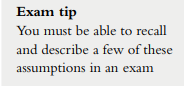 Exam tip
You must be able to recall
and describe a few of these
assumptions in an exam